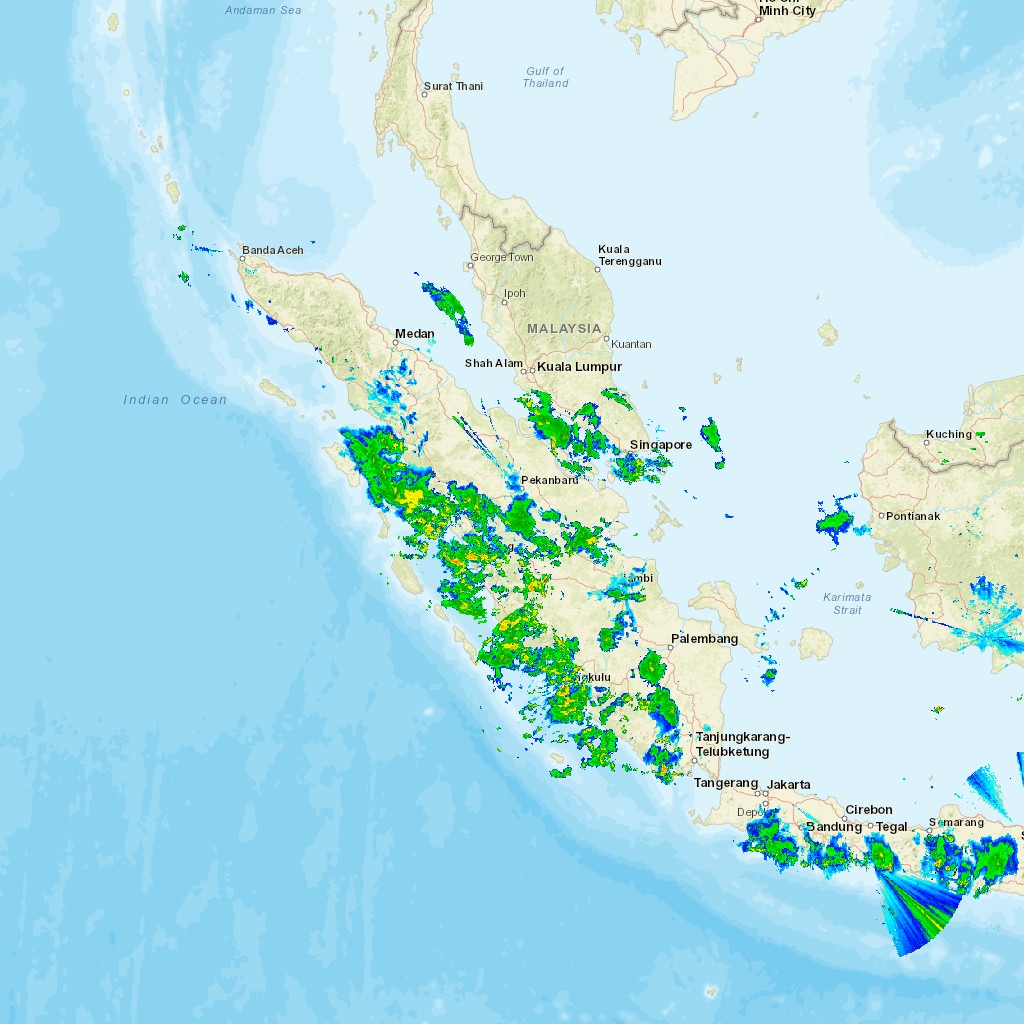 Andaman Sea
Minh City
Gulf of
Thailand
Surat Thani
Banda Aceh
George Town
Kuala
Terengganu
Ipoh
MALAYSIA
Medan
Kuantan
Shah Alam
Kuala Lumpur
Indian Ocean
Kuching
Singapore
Pekanbaru
Pontianak
Karimata
Strait
Palembang
Tanjungkarang-
Telubketung
Tangerang
Jakarta
Cirebon
Semarang
Bandung
Tegal